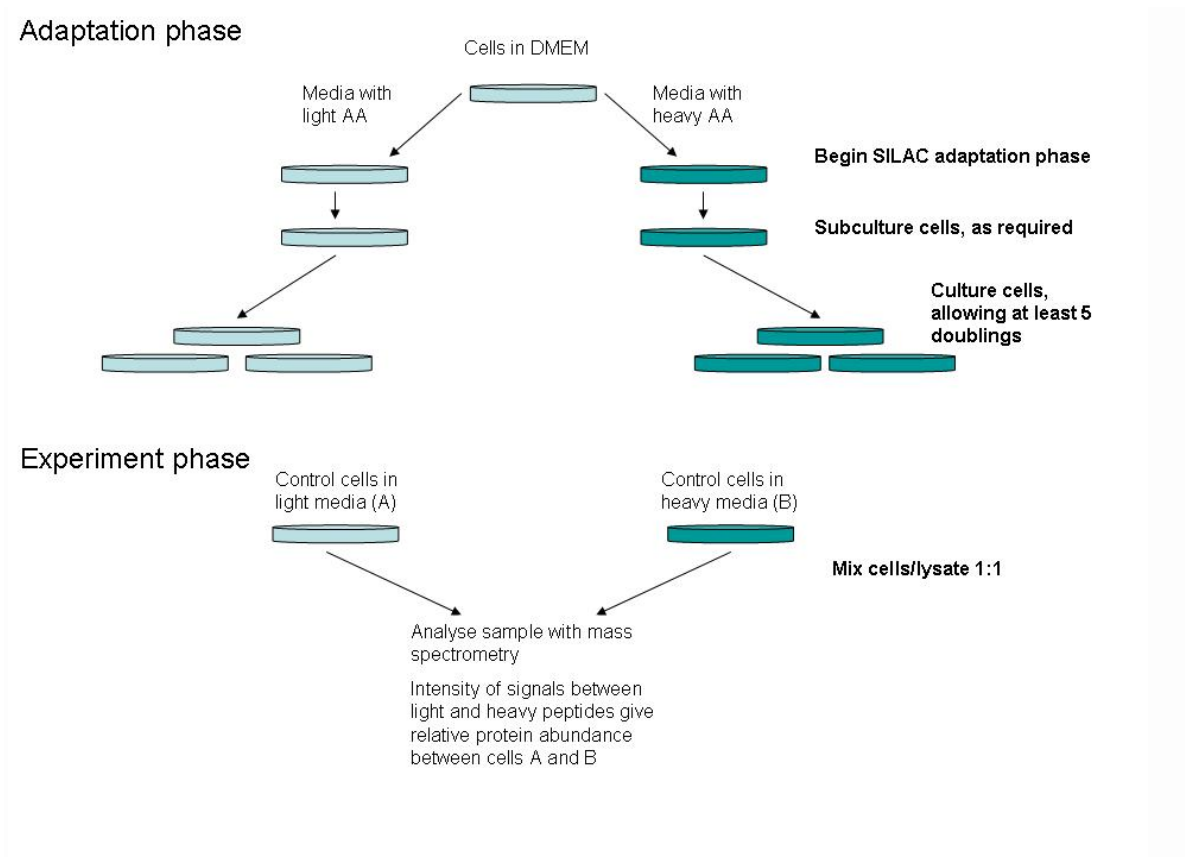 Adaptation phase
Cells in DMEM
Media with
light AA
Media with
heavy AA
Begin SILAC adaptation phase
Subculture cells, as required
Culture cells,
allowing at least 5
doublings
Experiment phase
Control cells in
light media (A)
Control cells in
heavy media (B)
Mix cells/lysate 1:1
Analyse sample with mass
spectrometry
Intensity of signals between
light and heavy peptides give
relative protein abundance
between cells A and B